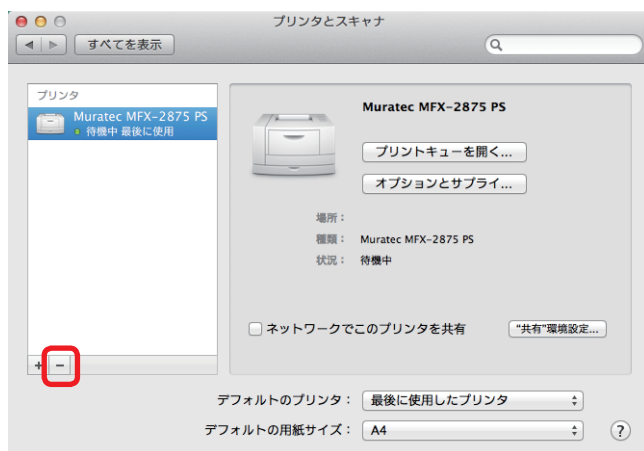 プリンタとスキャナ
すべてを表示
プリンタ
Muratec MFX-2875 PS
待機中 最後に使用
Muratec MFX-2875 PS
プリントキューを開く...
オプションとサプライ...
場所：
種類： Muratec MFX-2875 PS
状況： 待機中
ネットワークでこのプリンタを共有 "共有"環境設定...
+ −
デフォルトのプリンタ： 最後に使用したプリンタ
デフォルトの用紙サイズ： A4 ?